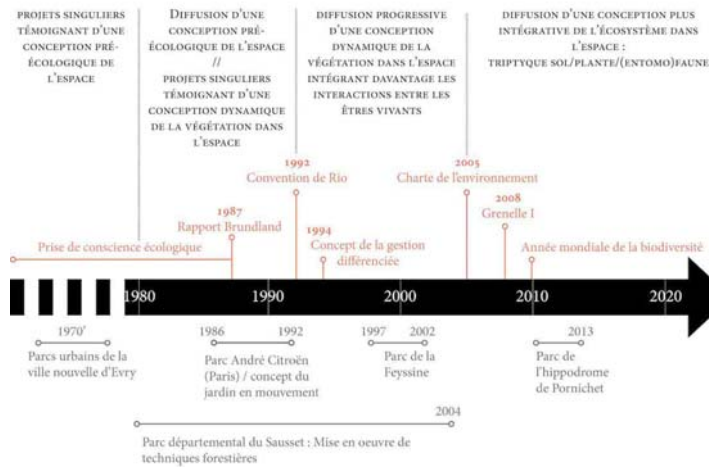 PROJETS SINGULIERS
TÉMOIGNANT D'UNE
CONCEPTION PRÉ-
ÉCOLOGIQUE DE
L'ESPACE
DIFFUSION D'UNE
CONCEPTION PRÉ-
ÉCOLOGIQUE DE L'ESPACE
//
PROJETS SINGULIERS
TÉMOIGNANT D'UNE
CONCEPTION DYNAMIQUE
DE LA VÉGÉTATION DANS
L'ESPACE
DIFFUSION PROGRESSIVE
D'UNE CONCEPTION
DYNAMIQUE DE LA
VÉGÉTATION DANS L'ESPACE
INTÉGRANT DAVANTAGE LES
INTERACTIONS ENTRE LES
ÊTRES VIVANTS
DIFFUSION D'UNE CONCEPTION PLUS
INTÉGRATIVE DE L'ÉCOSYSTÈME DANS
L'ESPACE :
TRIPTYQUE SOL/PLANTE/(ENTOMO)FAUNE
1992
Convention de Rio
2005
Charte de l'environnement
1987
Rapport Brundland
2008
Grenelle I
Prise de conscience écologique
1994
Concept de la gestion
différenciée
Année mondiale de la biodiversité
1980
1990
2000
2010
2020
1970'
Parcs urbains de la
ville nouvelle d'Evry
1986
1992
Parc André Citroën
(Paris) / concept du
jardin en mouvement
1997
2002
Parc de la
Feyssine
2013
Parc de
l'hippodrome
de Pornichet
2004
Parc départemental du Sausset : Mise en oeuvre de
techniques forestières